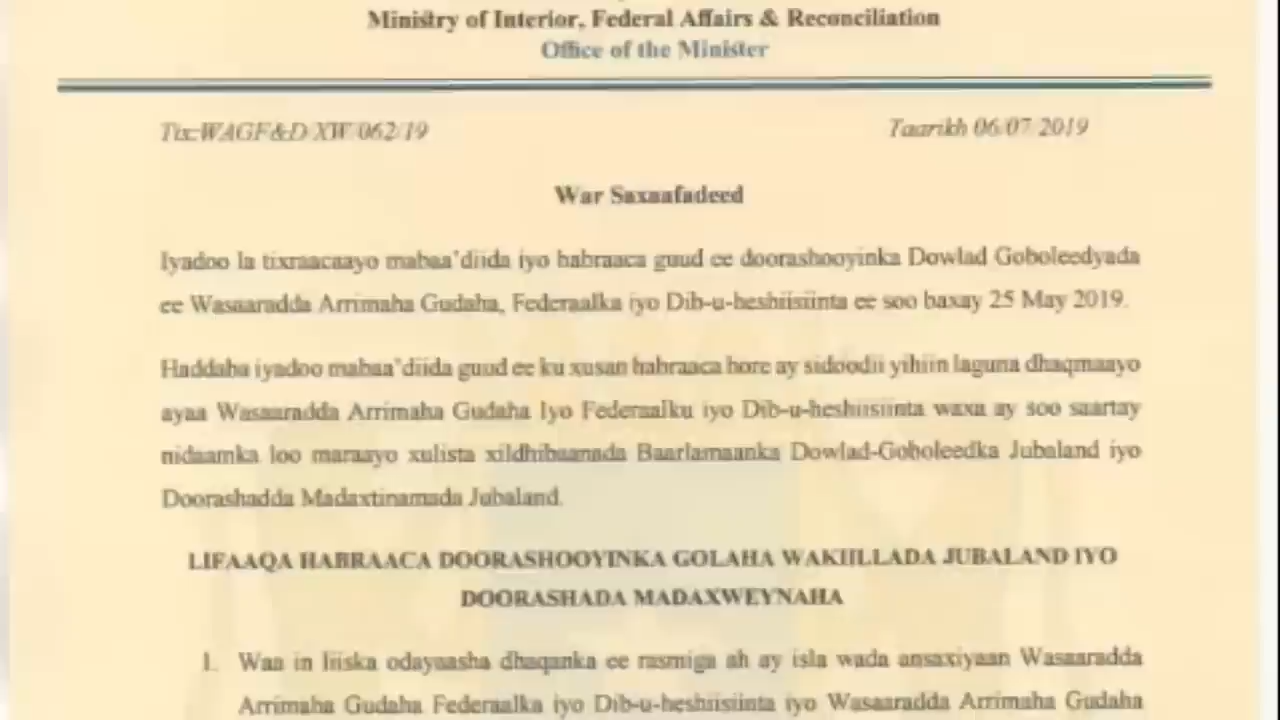 Ministry of Interior, Federal Affairs & Reconciliation
Office of the Minister
Tix:WAGF&D/XW/062/19
Taarikh 06/07/2019
War Saxaafadeed
Iyadoo la tixraacaayo mabaa'diida iyo habraaca guud ee doorashooyinka Dowlad Goboleedyada
ee Wasaaradda Arrimaha Gudaha, Federaalka iyo Dib-u-heshiisiinta ee soo baxay 25 May 2019.
Haddaba iyadoo mabaa'diida guud ee ku xusan habraaca hore ay sidoodii yihiin laguna dhaqmaayo
ayaa Wasaaradda Arrimaha Gudaha Iyo Federaalku iyo Dib-u-heshiisiinta waxa ay soo saartay
nidaamka loo maraayo xulista xildhibaanada Baarlamaanka Dowlad-Goboleedka Jubaland iyo
Doorashadda Madaxtinamada Jubaland.
LIFAAQA HABRAACA DOORASHOOYINKA GOLAHA WAKIILLADA JUBALAND IYO
DOORASHADA MADAXWEYNAHA
1. Waa in liiska odayaasha dhaqanka ee rasmiga ah ay isla wada ansaxiyaan Wasaaradda
Arrimaha Gudaha Federaalka iyo Dib-u-heshiisiinta iyo Wasaaradda Arrimaha Gudaha